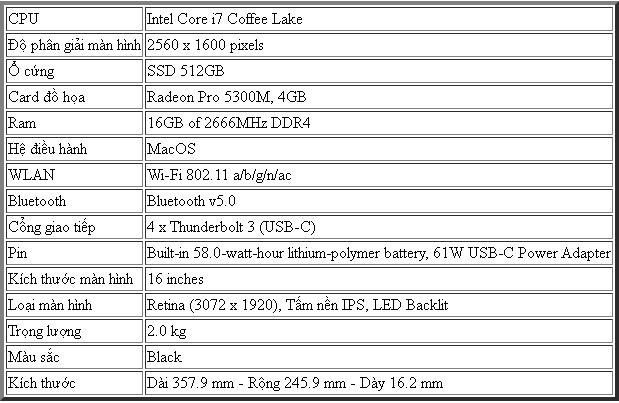 CPU Intel Core i7 Coffee Lake
Độ phân giải màn hình 2560 x 1600 pixels
Ổ cứng SSD 512GB
Card đồ họa Radeon Pro 5300M, 4GB
Ram 16GB of 2666MHz DDR4
Hệ điều hành MacOS
WLAN Wi-Fi 802.11 a/b/g/n/ac
Bluetooth Bluetooth v5.0
Cổng giao tiếp 4 x Thunderbolt 3 (USB-C)
Pin Built-in 58.0-watt-hour lithium-polymer battery, 61W USB-C Power Adapter
Kích thước màn hình 16 inches
Loại màn hình Retina (3072 x 1920), Tấm nền IPS, LED Backlit
Trọng lượng 2.0 kg
Màu sắc Black
Kích thước Dài 357.9 mm - Rộng 245.9 mm - Dày 16.2 mm